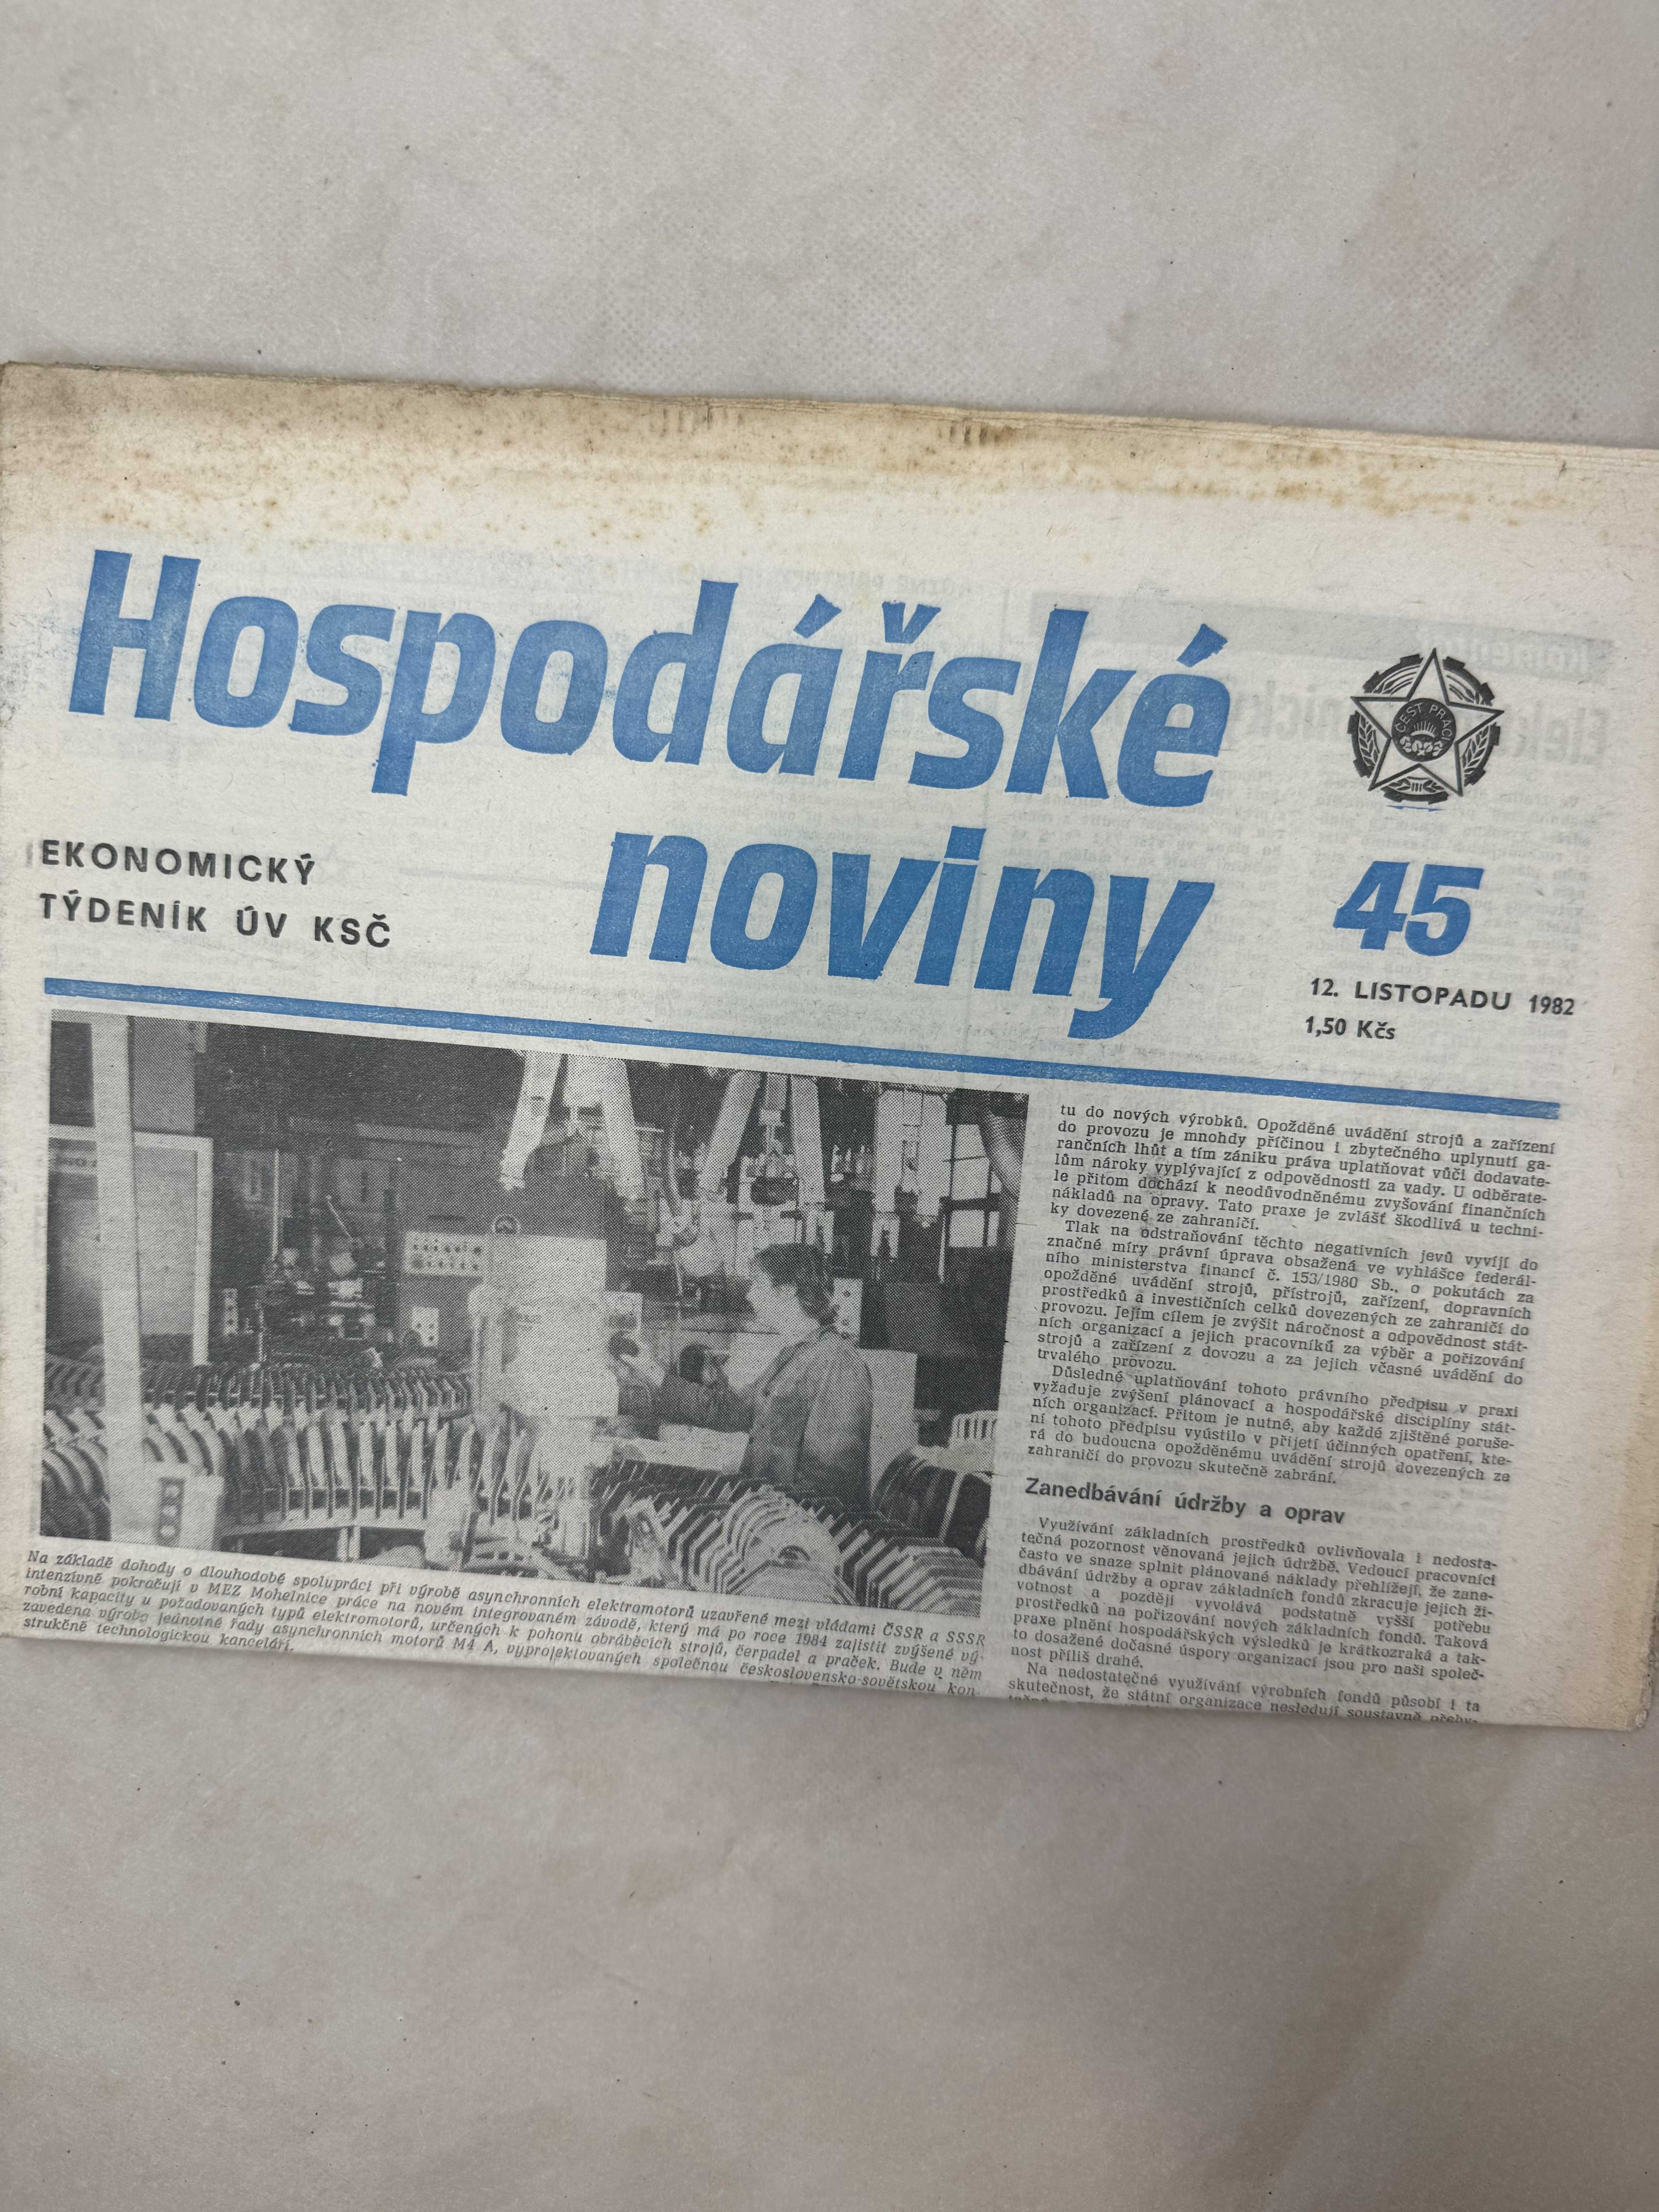 Hospodářské
noviny
EKONOMICKÝ
TÝDENÍK ÚV KSČ
ČEST PRÁCI
45
12. LISTOPADU 1982
1,50 Kčs
Na základě dohody o dlouhodobé spolupráci při výrobě asynchronních elektromotorů uzavřené mezi vládami ČSSR a SSSR
intenzívně pokračují v MEZ Mohelnice práce na novém integrovaném závodě, který má po roce 1984 zajistit zvýšené vý-
robní kapacity u požadovaných typů elektromotorů, určených k pohonu obráběcích strojů, čerpadel a praček. Bude v něm
zavedena výroba jednotné řady asynchronních motorů M4 A, vyprojektovaných společnou československo-sovětskou kon-
strukčně technologickou kanceláří.
tu do nových výrobků. Opožděné uvádění strojů a zařízení
do provozu je mnohdy příčinou i zbytečného uplynutí ga-
rančních lhůt a tím zániku práva uplatňovat vůči dodavate-
lům nároky vyplývající z odpovědnosti za vady. U odběrate-
le přitom dochází k neodůvodněnému zvyšování finančních
nákladů na opravy. Tato praxe je zvlášť škodlivá u techni-
ky dovezené ze zahraničí.
Tlak na odstraňování těchto negativních jevů vyvíjí do
značné míry právní úprava obsažená ve vyhlášce federál-
ního ministerstva financí č. 153/1980 Sb., o pokutách za
opožděné uvádění strojů, přístrojů, zařízení, dopravních
prostředků a investičních celků dovezených ze zahraničí do
provozu. Jejím cílem je zvýšit náročnost a odpovědnost stát-
ních organizací a jejich pracovníků za výběr a pořizování
strojů a zařízení z dovozu a za jejich včasné uvádění do
trvalého provozu.
Důsledné uplatňování tohoto právního předpisu v praxi
vyžaduje zvýšení plánovací a hospodářské disciplíny stát-
ních organizací. Přitom je nutné, aby každé zjištěné poruše-
ní tohoto předpisu vyústilo v přijetí účinných opatření, kte-
rá do budoucna opožděnému uvádění strojů dovezených ze
zahraničí do provozu skutečně zabrání.
Zanedbávání údržby a oprav
Využívání základních prostředků ovlivňovala i nedosta-
tečná pozornost věnovaná jejich údržbě. Vedoucí pracovníci
často ve snaze splnit plánované náklady přehlížejí, že zane-
dbávání údržby a oprav základních fondů zkracuje jejich ži-
votnost a později vyvolává podstatně vyšší potřebu
prostředků na pořizování nových základních fondů. Taková
praxe plnění hospodářských výsledků je krátkozraká a tak-
to dosažené dočasné úspory organizací jsou pro naši společ-
nost příliš drahé.
Na nedostatečné využívání výrobních fondů působí i ta
skutečnost, že státní organizace nesledují soustavně přeby-